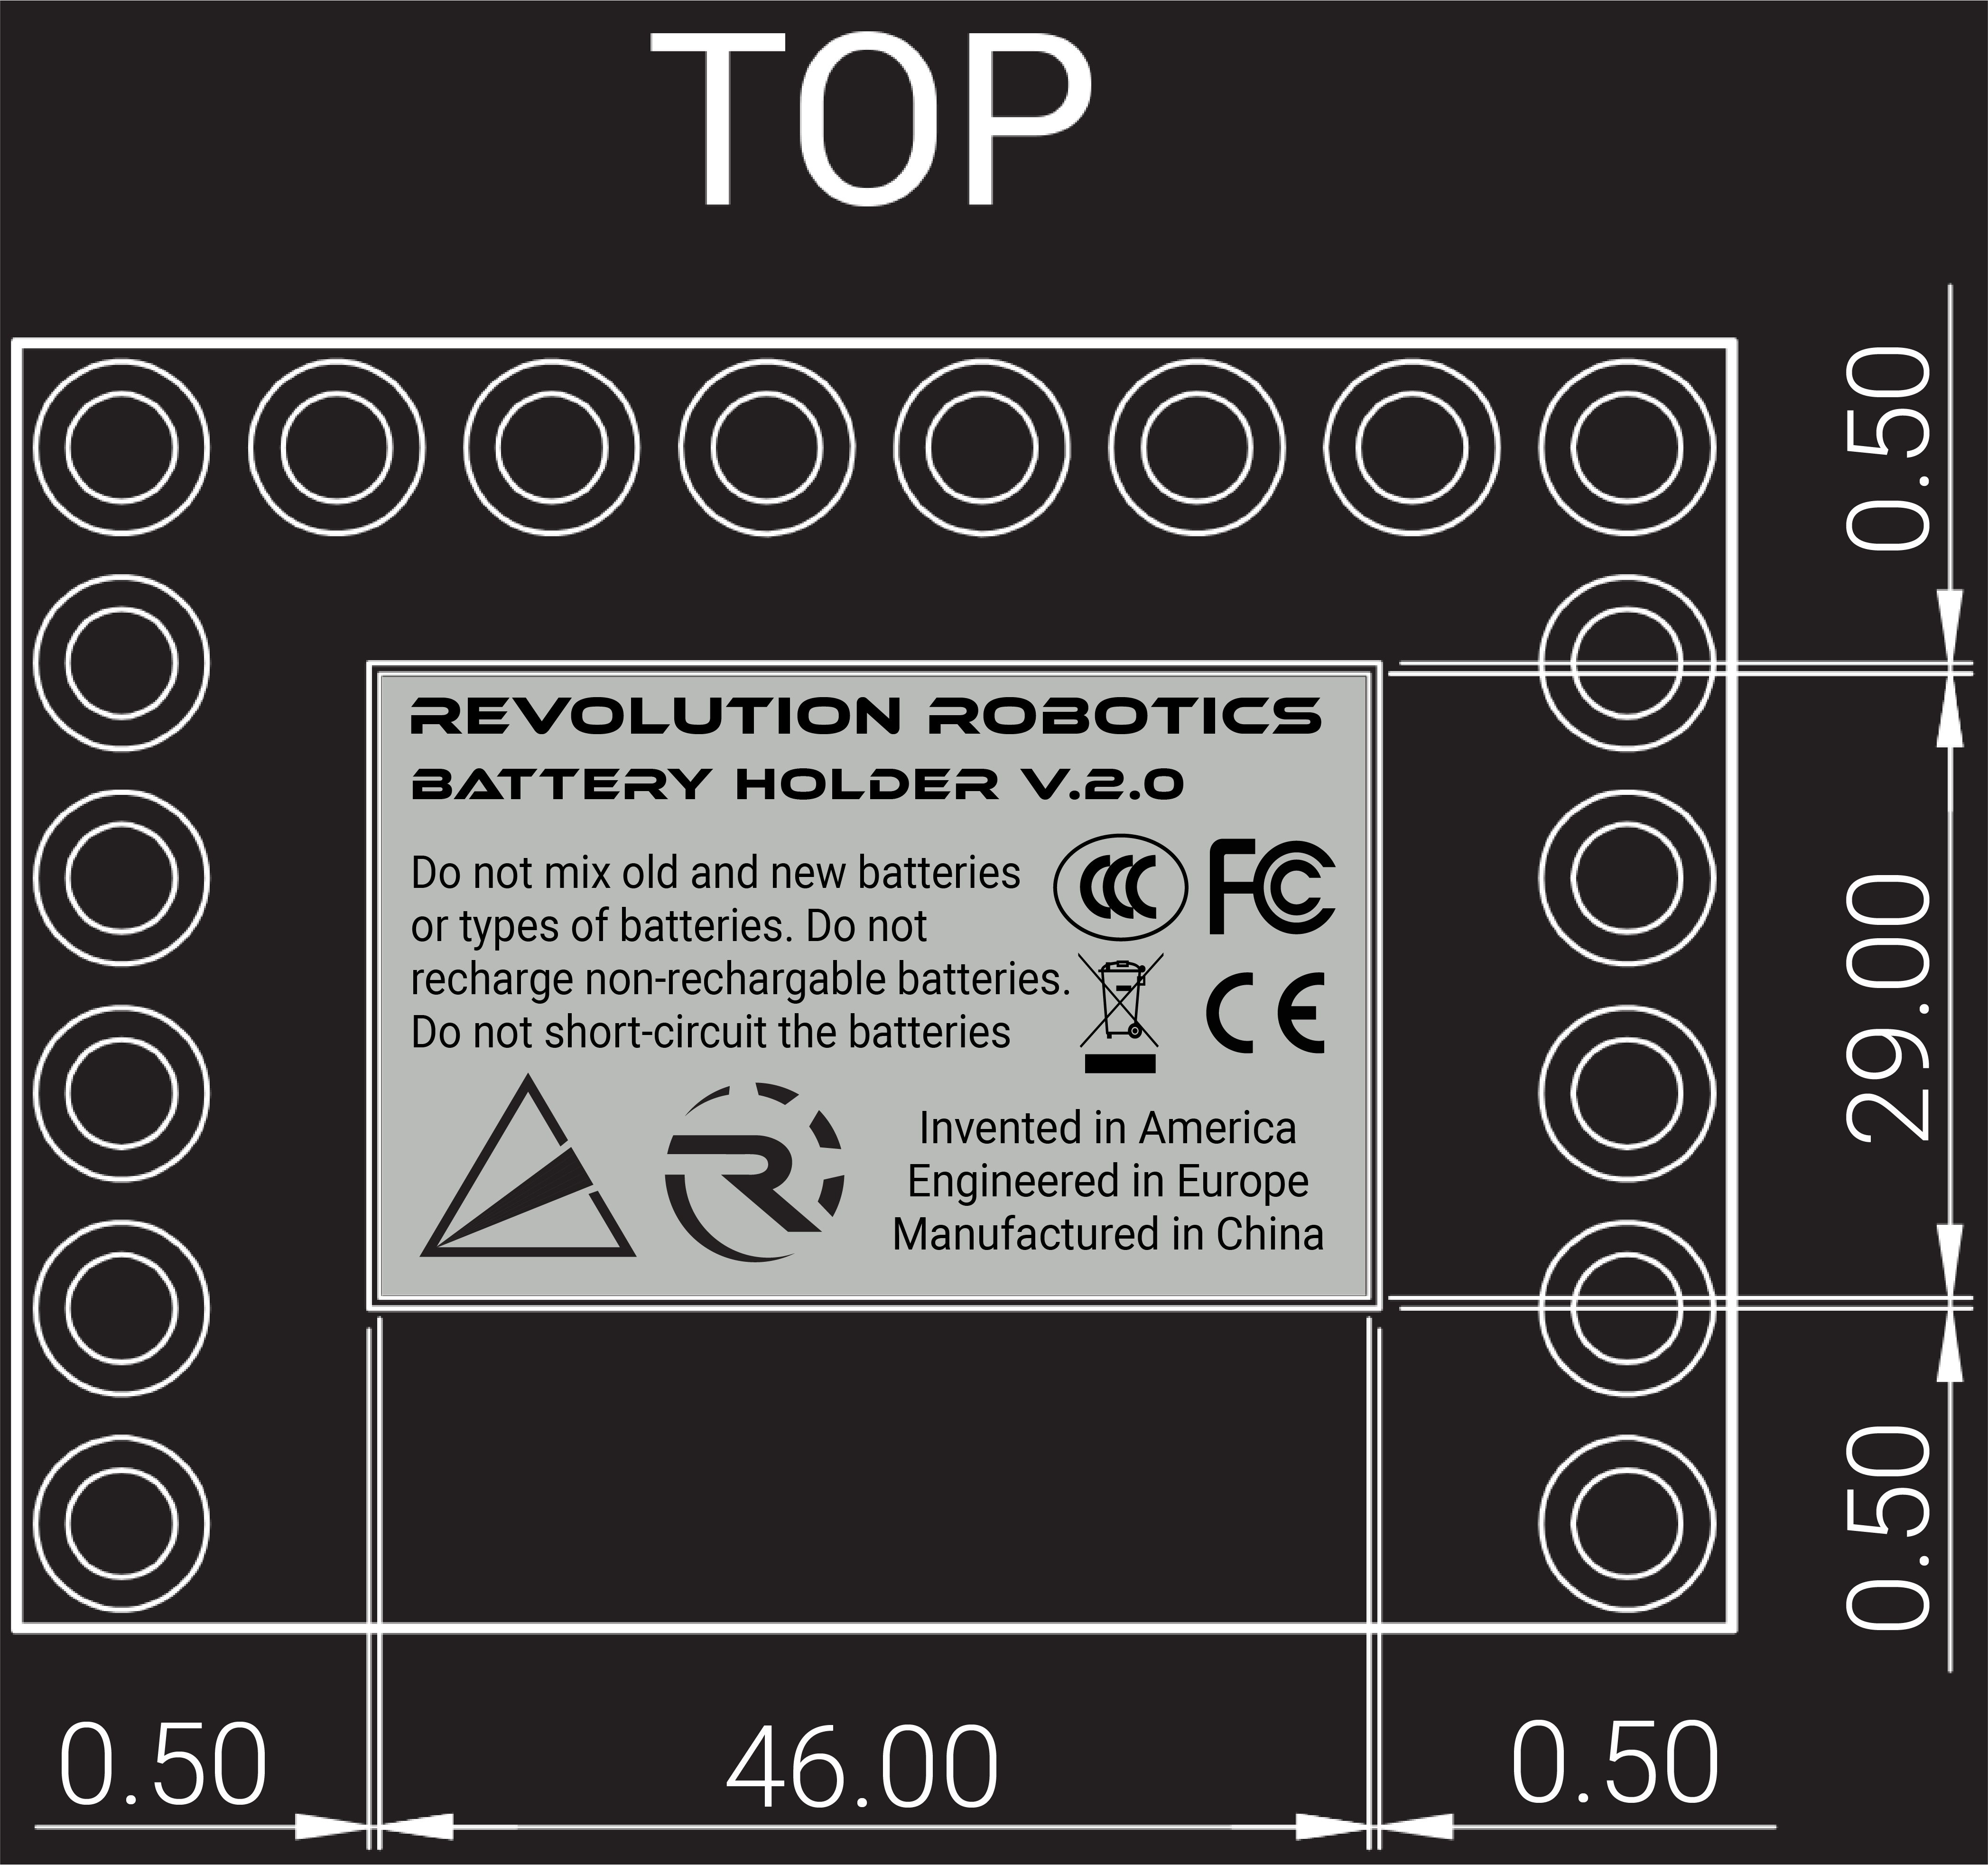 TOP
0.50
REVOLUTION ROBOTICS
BATTERY HOLDER V.2.0
Do not mix old and new batteries
or types of batteries. Do not
recharge non-rechargable batteries.
Do not short-circuit the batteries
CCC
FC
CE
29.00
R
Invented in America
Engineered in Europe
Manufactured in China
0.50
0.50
46.00
0.50